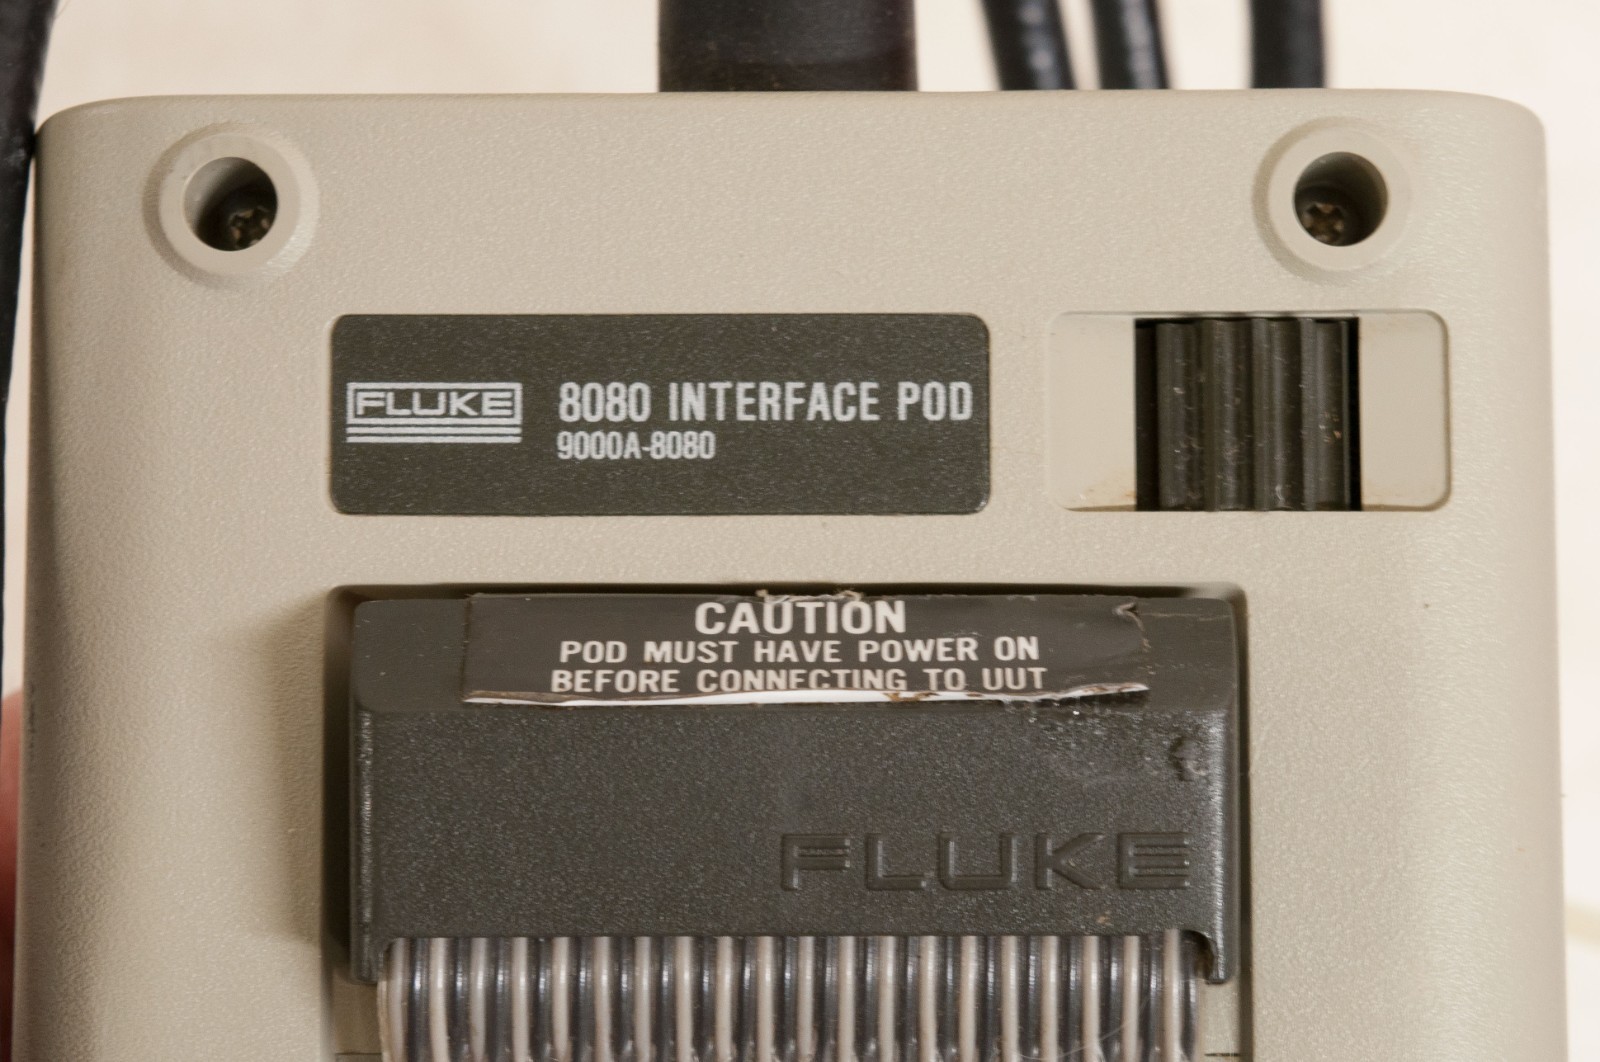 FLUKE
8080 INTERFACE POD
9000A-8080
CAUTION
POD MUST HAVE POWER ON
BEFORE CONNECTING TO UUT
FLUKE